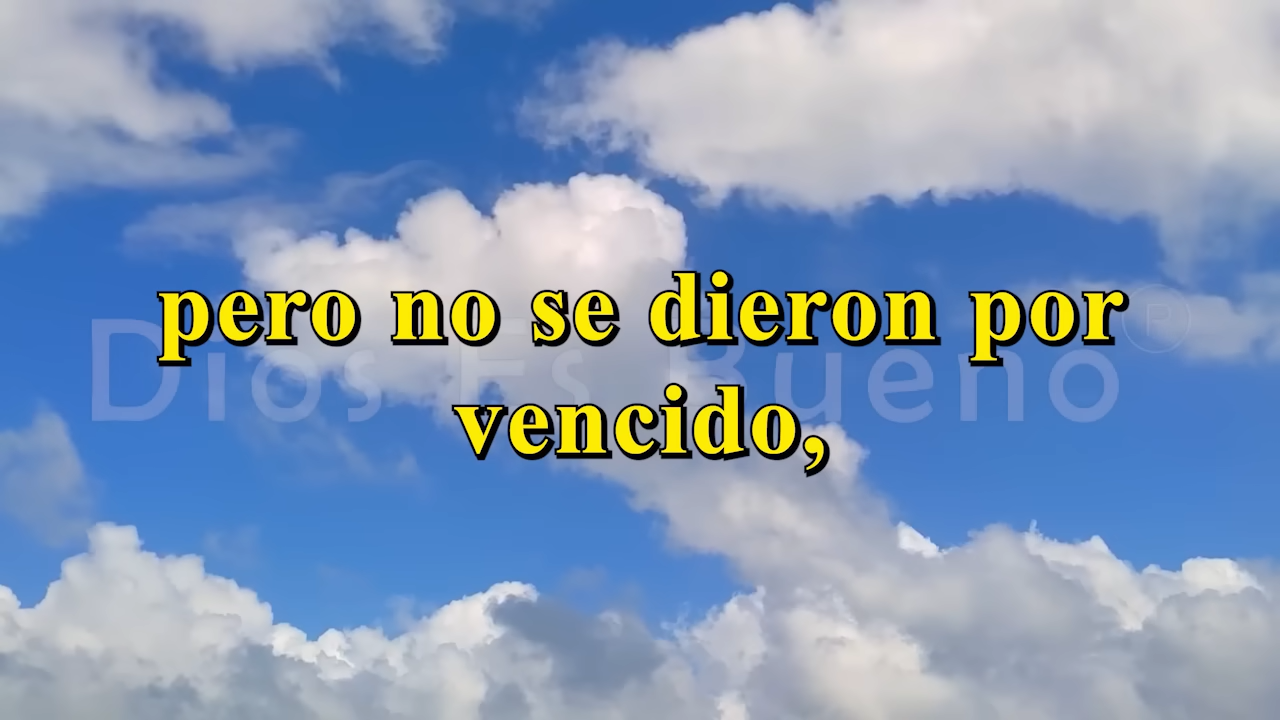 pero no se dieron por
vencido,
Dios Es Bueno ℗